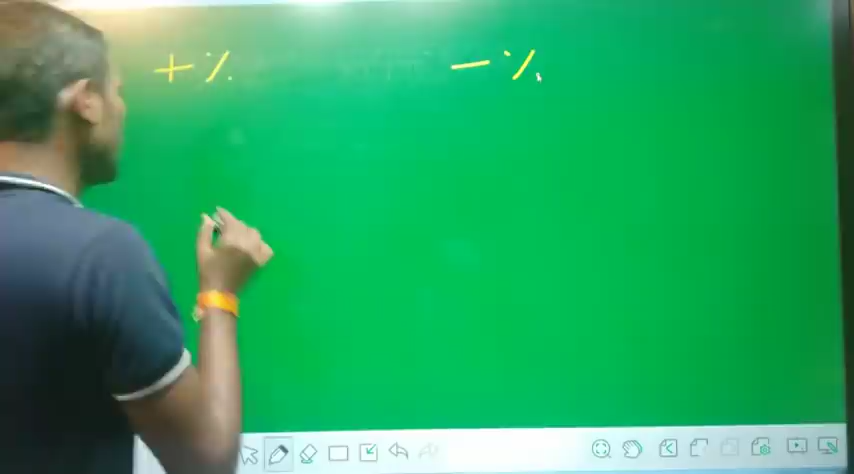 + %   - %